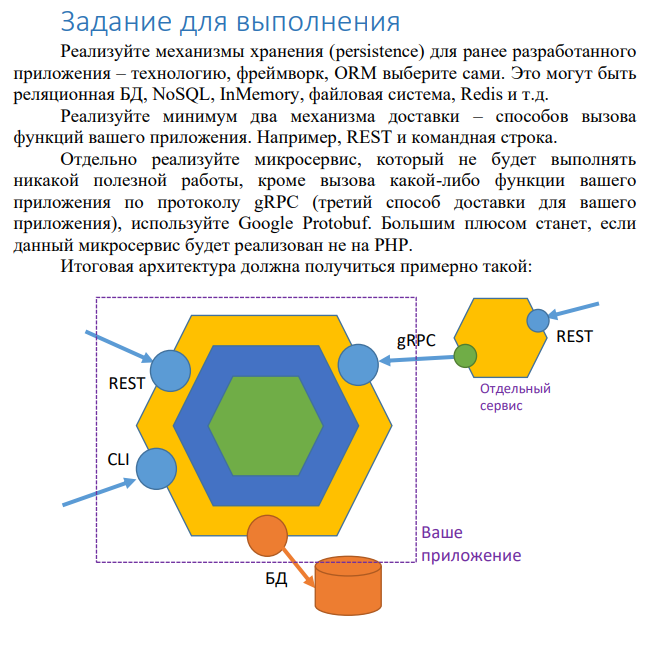 Задание для выполнения
Реализуйте механизмы хранения (persistence) для ранее разработанного
приложения – технологию, фреймворк, ORM выберите сами. Это могут быть
реляционная БД, NoSQL, InMemory, файловая система, Redis и т.д.
Реализуйте минимум два механизма доставки – способов вызова
функций вашего приложения. Например, REST и командная строка.
Отдельно реализуйте микросервис, который не будет выполнять
никакой полезной работы, кроме вызова какой-либо функции вашего
приложения по протоколу gRPC (третий способ доставки для вашего
приложения), используйте Google Protobuf. Большим плюсом станет, если
данный микросервис будет реализован не на PHP.
Итоговая архитектура должна получиться примерно такой:
gRPC
REST
REST
Отдельный
сервис
CLI
Ваше
приложение
БД